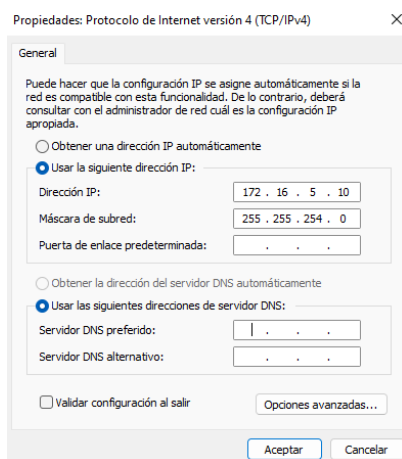 Propiedades: Protocolo de Internet versión 4 (TCP/IPv4)
General
Puede hacer que la configuración IP se asigne automáticamente si la
red es compatible con esta funcionalidad. De lo contrario, deberá
consultar con el administrador de red cuál es la configuración IP
apropiada.
Obtener una dirección IP automáticamente
Usar la siguiente dirección IP:
Dirección IP: 172 . 16 . 5 . 10
Máscara de subred: 255 . 255 . 254 . 0
Puerta de enlace predeterminada: . . .
Obtener la dirección del servidor DNS automáticamente
Usar las siguientes direcciones de servidor DNS:
Servidor DNS preferido: . . .
Servidor DNS alternativo: . . .
Validar configuración al salir
Opciones avanzadas...
Aceptar Cancelar